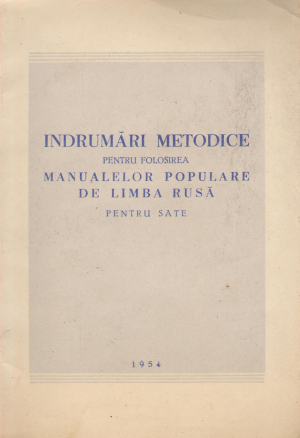 INDRUMĂRI METODICE
PENTRU FOLOSIREA
MANUALELOR POPULARE
DE LIMBA RUSĂ
PENTRU SATE
1954